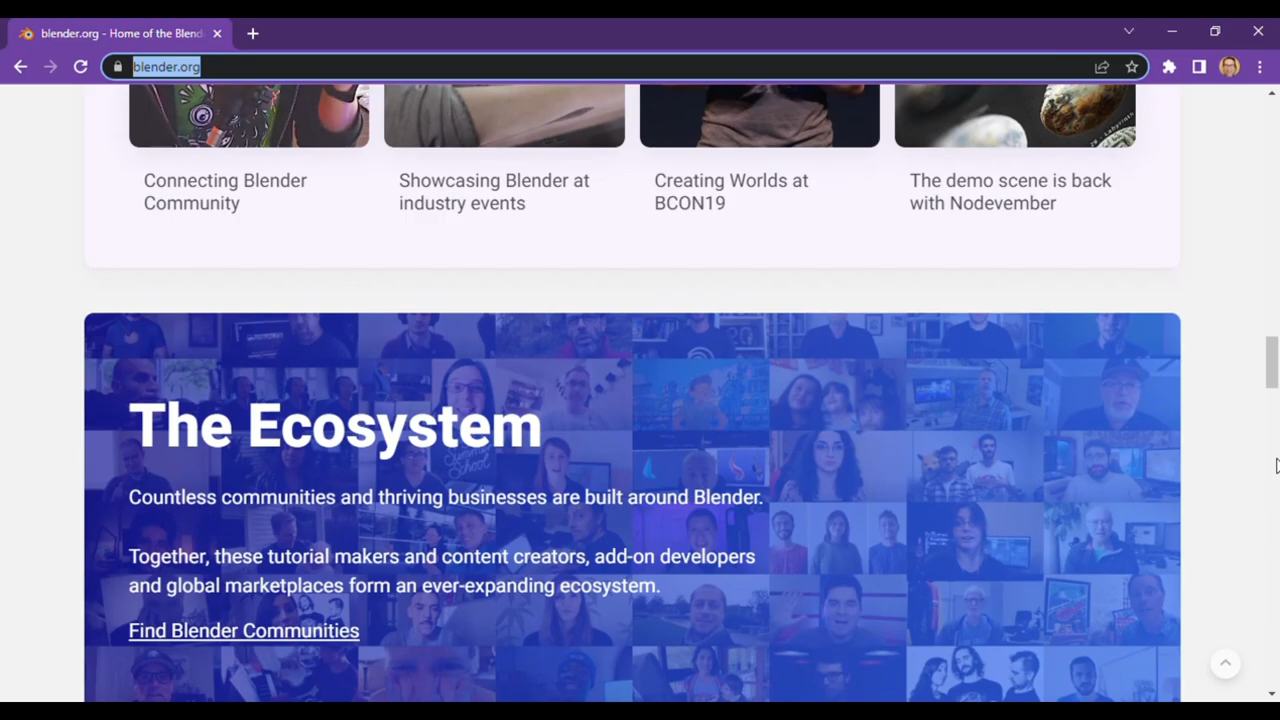 blender.org - Home of the Blend
blender.org
Connecting Blender
Community
Showcasing Blender at
industry events
Creating Worlds at
BCON19
The demo scene is back
with Nodevember
The Ecosystem
Countless communities and thriving businesses are built around Blender.
Together, these tutorial makers and content creators, add-on developers
and global marketplaces form an ever-expanding ecosystem.
Find Blender Communities